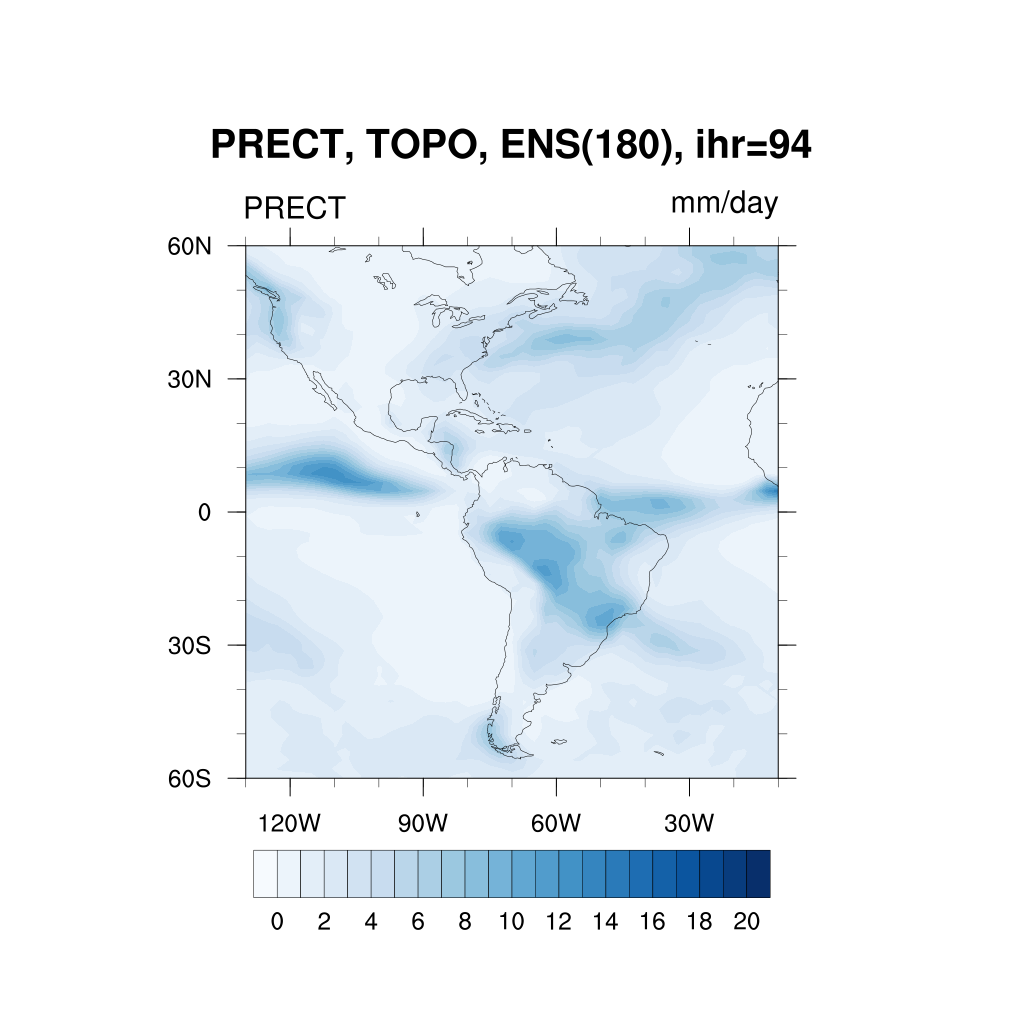 PRECT, TOPO, ENS(180), ihr=94
PRECT mm/day
60N
30N
0
30S
60S
120W 90W 60W 30W
0 2 4 6 8 10 12 14 16 18 20